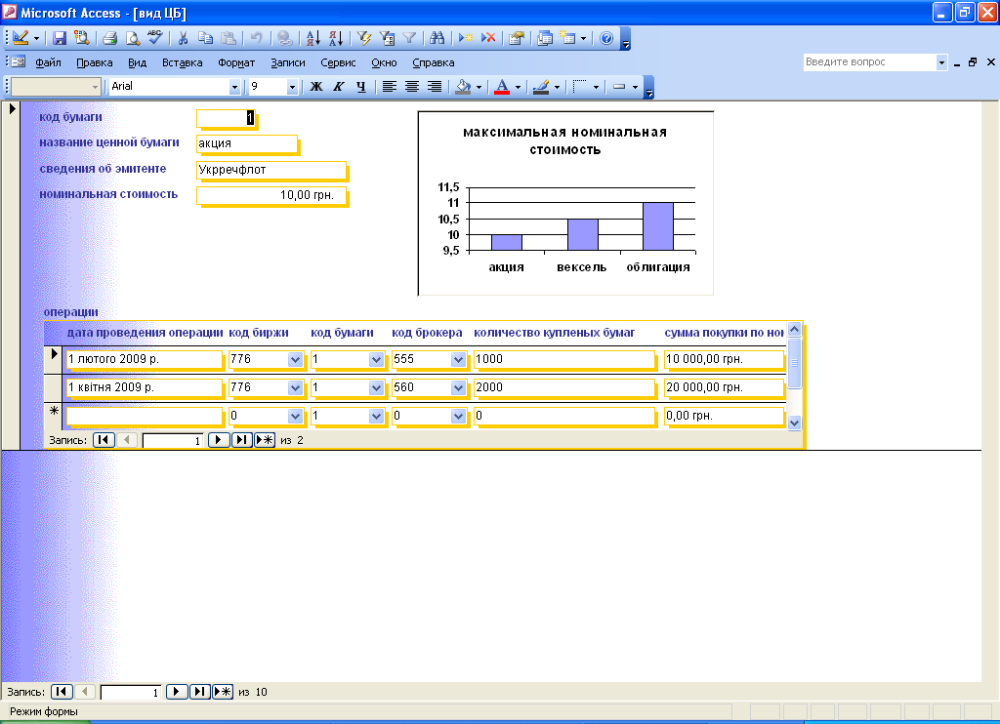 Microsoft Access - [вид ЦБ]
Файл Правка Вид Вставка Формат Записи Сервис Окно Справка Введите вопрос
Arial 9 Ж К Ч
код бумаги 1
название ценной бумаги акция
сведения об эмитенте Укрречфлот
номинальная стоимость 10,00 грн.
максимальная номинальная
стоимость
11,5
11
10,5
10
9,5
акция вексель облигация
операции
дата проведения операции код биржи код бумаги код брокера количество купленых бумаг сумма покупки по ном
1 лютого 2009 р. 776 1 555 1000 10 000,00 грн.
1 квітня 2009 р. 776 1 560 2000 20 000,00 грн.
0 1 0 0 0,00 грн.
Запись: 1 из 2
Запись: 1 из 10
Режим формы